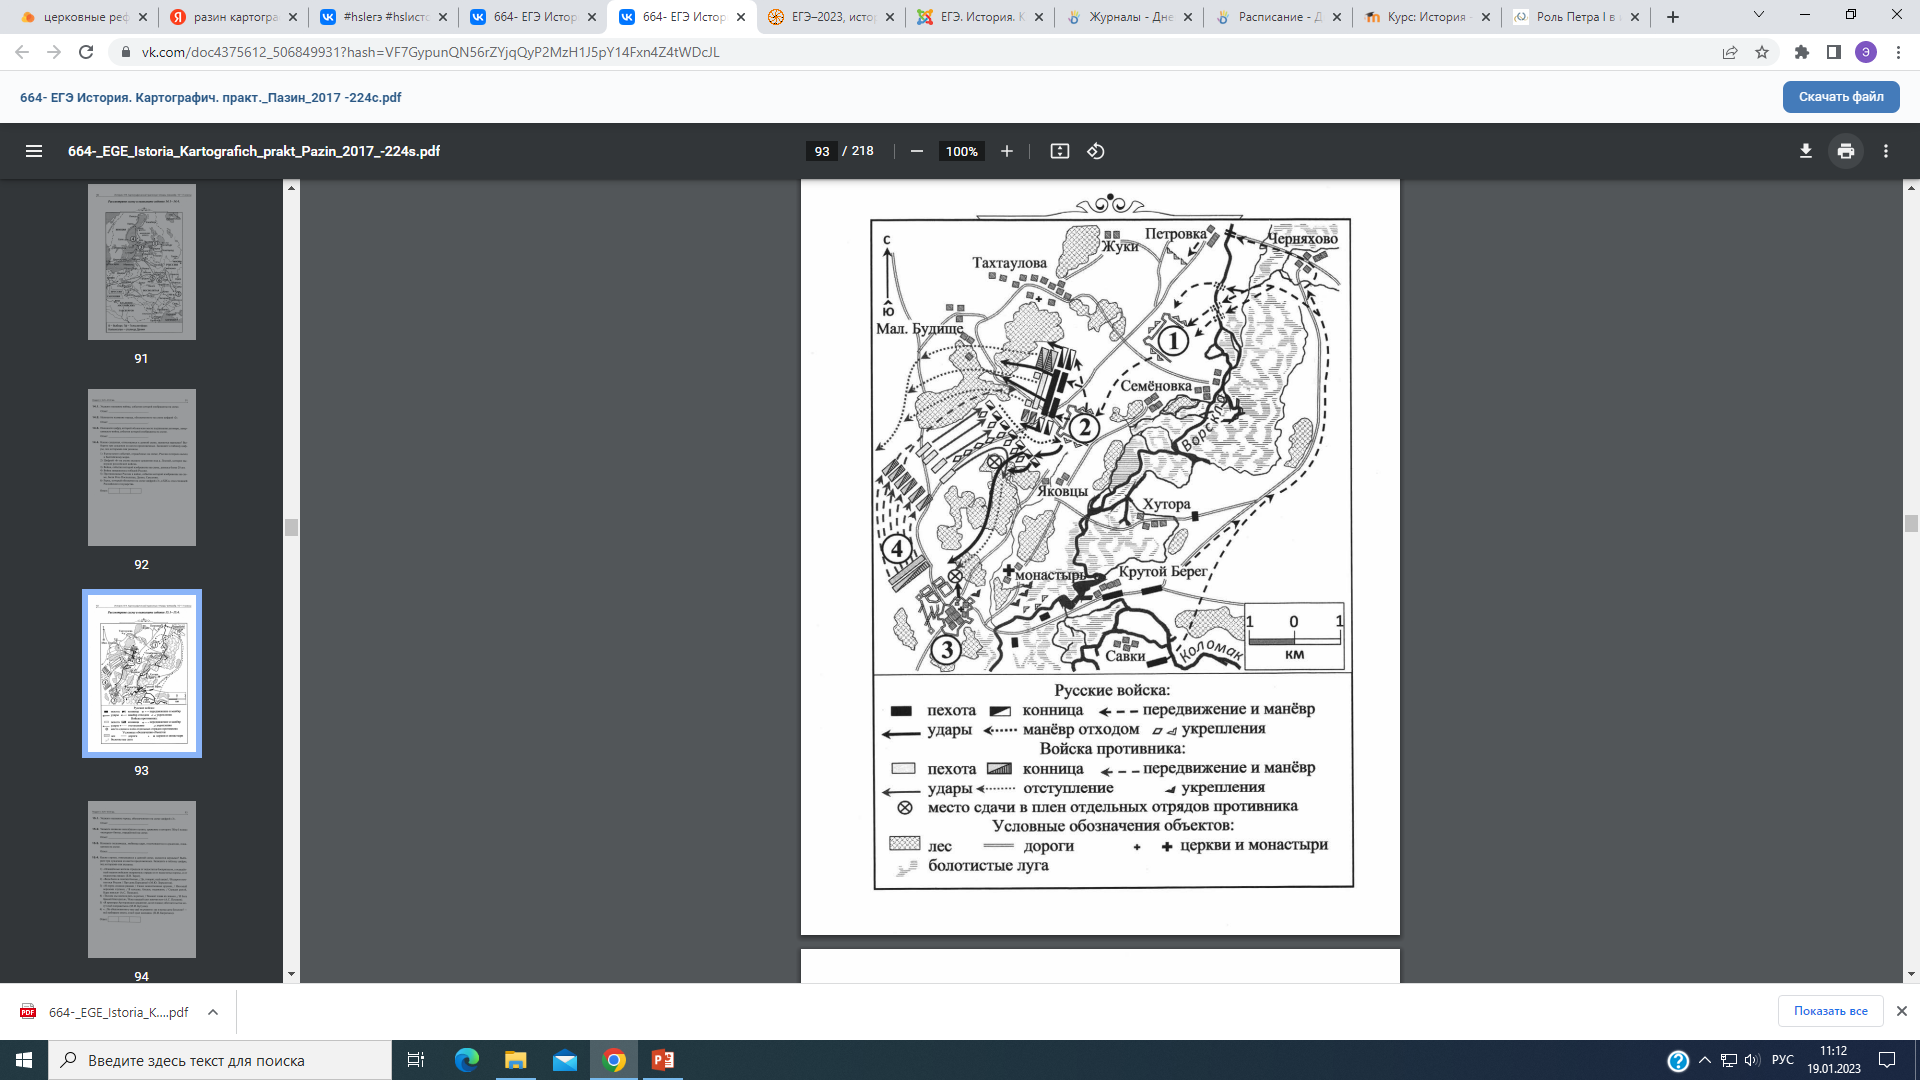 церковные реф
разин картогра
#hslегэ #hslист
664- ЕГЭ Истор
664- ЕГЭ Истор
ЕГЭ–2023, истор
ЕГЭ. История. К
Журналы - Дне
Расписание - Д
Курс: История
Роль Петра I в
vk.com/doc4375612_506849931?hash=VF7GypunQN56rZYjqQyP2MzH1J5pY14Fxn4Z4tWDcJL
Э
664- ЕГЭ История. Картографич. практ._Пазин_2017 -224с.pdf
Скачать файл
664-_EGE_Istoria_Kartografich_prakt_Pazin_2017_-224s.pdf
93 / 218
100%
91
92
93
94
С
Ю
Жуки
Петровка
Черняхово
Тахтаулова
Мал. Будище
1
Семёновка
2
Ворскла
Яковцы
Хутора
4
монастырь
Крутой Берег
3
Савки
Коломак
1 0 1
км
Русские войска:
пехота конница передвижение и манёвр
удары манёвр отходом укрепления
Войска противника:
пехота конница передвижение и манёвр
удары отступление укрепления
место сдачи в плен отдельных отрядов противника
Условные обозначения объектов:
лес дороги церкви и монастыри
болотистые луга
664-_EGE_Istoria_K....pdf
Показать все
Введите здесь текст для поиска
РУС
11:12
19.01.2023